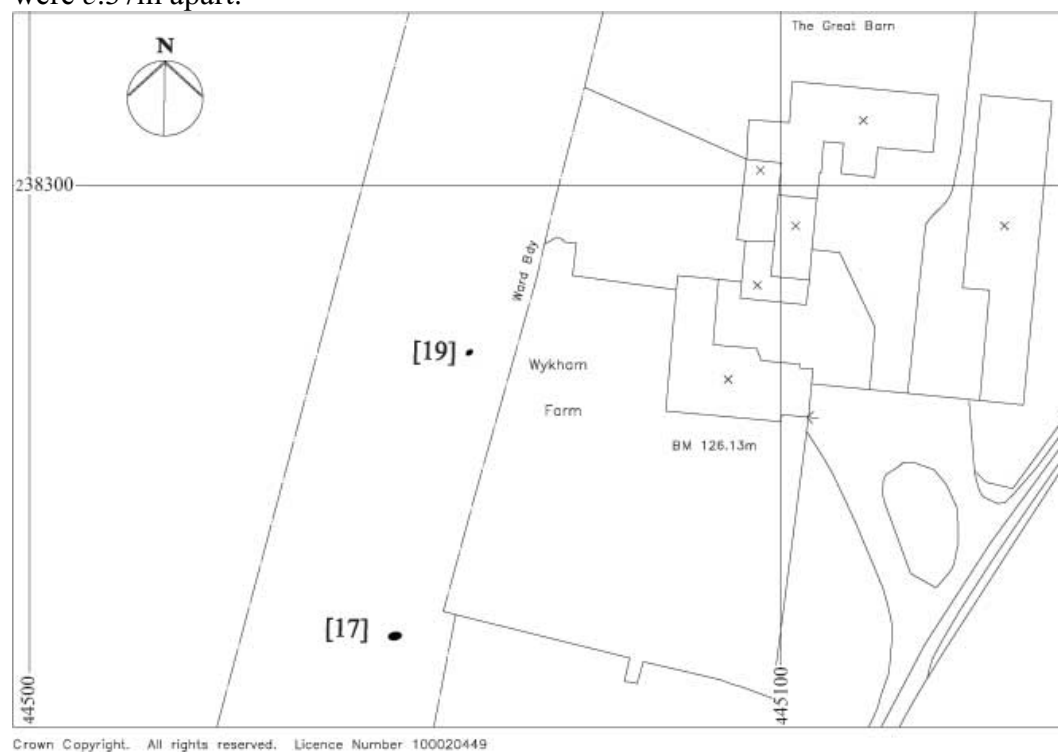 were 5.57m apart.
The Great Barn
N
238300
Ward Bdy
[19]
Wykham
Farm
BM 126.13m
[17]
44500
445100
Crown Copyright. All rights reserved. Licence Number 100020449